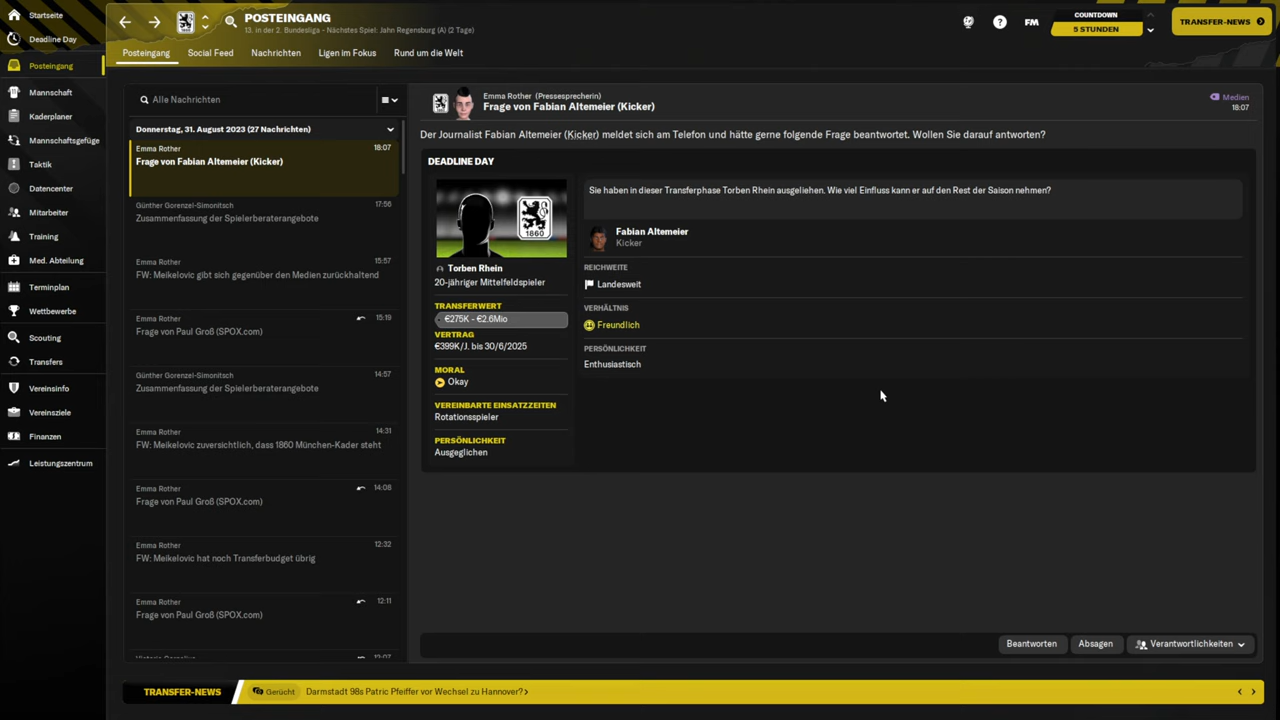 Startseite
Deadline Day
Posteingang
Mannschaft
Kaderplaner
Mannschaftsgefüge
Taktik
Datencenter
Mitarbeiter
Training
Med. Abteilung
Terminplan
Wettbewerbe
Scouting
Transfers
Vereinsinfo
Vereinsziele
Finanzen
Leistungszentrum
POSTEINGANG
13. in der 2. Bundesliga - Nächstes Spiel: Jahn Regensburg (A) (2 Tage)
FM
COUNTDOWN
5 STUNDEN
TRANSFER-NEWS
Posteingang
Social Feed
Nachrichten
Ligen im Fokus
Rund um die Welt
Alle Nachrichten
Donnerstag, 31. August 2023 (27 Nachrichten)
Emma Rother 18:07
Frage von Fabian Altemeier (Kicker)
Günther Gorenzel-Simonitsch 17:56
Zusammenfassung der Spielerberaterangebote
Emma Rother 15:57
FW: Meikelovic gibt sich gegenüber den Medien zurückhaltend
Emma Rother 15:19
Frage von Paul Groß (SPOX.com)
Günther Gorenzel-Simonitsch 14:57
Zusammenfassung der Spielerberaterangebote
Emma Rother 14:31
FW: Meikelovic zuversichtlich, dass 1860 München-Kader steht
Emma Rother 14:08
Frage von Paul Groß (SPOX.com)
Emma Rother 12:32
FW: Meikelovic hat noch Transferbudget übrig
Emma Rother 12:11
Frage von Paul Groß (SPOX.com)
Emma Rother (Pressesprecherin)
Frage von Fabian Altemeier (Kicker)
Medien
18:07
Der Journalist Fabian Altemeier (Kicker) meldet sich am Telefon und hätte gerne folgende Frage beantwortet. Wollen Sie darauf antworten?
DEADLINE DAY
1860
Torben Rhein
20-jähriger Mittelfeldspieler
TRANSFERWERT
€275K - €2.6Mio
VERTRAG
€399K/J. bis 30/6/2025
MORAL
Okay
VEREINBARTE EINSATZZEITEN
Rotationsspieler
PERSÖNLICHKEIT
Ausgeglichen
Sie haben in dieser Transferphase Torben Rhein ausgeliehen. Wie viel Einfluss kann er auf den Rest der Saison nehmen?
Fabian Altemeier
Kicker
REICHWEITE
Landesweit
VERHÄLTNIS
Freundlich
PERSÖNLICHKEIT
Enthusiastisch
Beantworten
Absagen
Verantwortlichkeiten
TRANSFER-NEWS
Gerücht
Darmstadt 98s Patric Pfeiffer vor Wechsel zu Hannover?